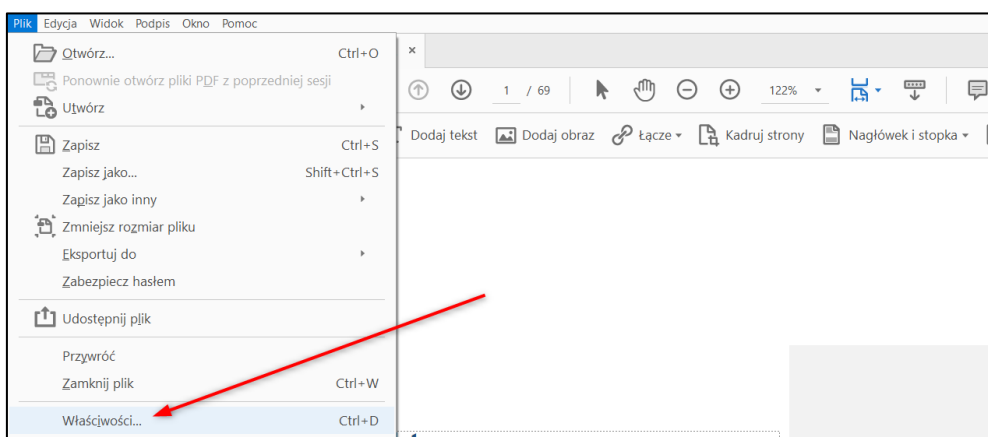 Plik Edycja Widok Podpis Okno Pomoc
Otwórz... Ctrl+O
Ponownie otwórz pliki PDF z poprzedniej sesji
Utwórz
Zapisz Ctrl+S
Zapisz jako... Shift+Ctrl+S
Zapisz jako inny
Zmniejsz rozmiar pliku
Eksportuj do
Zabezpiecz hasłem
Udostępnij plik
Przywróć
Zamknij plik Ctrl+W
Właściwości... Ctrl+D
1 / 69 122%
Dodaj tekst Dodaj obraz Łącze Kadruj strony Nagłówek i stopka